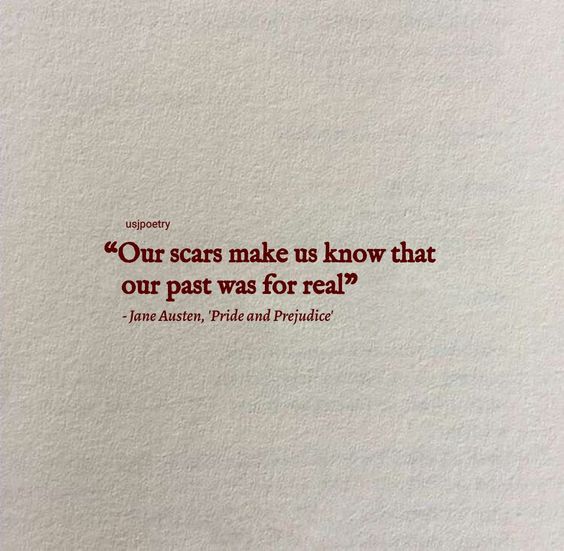 usjpoetry
“Our scars make us know that
our past was for real”
- Jane Austen, 'Pride and Prejudice'